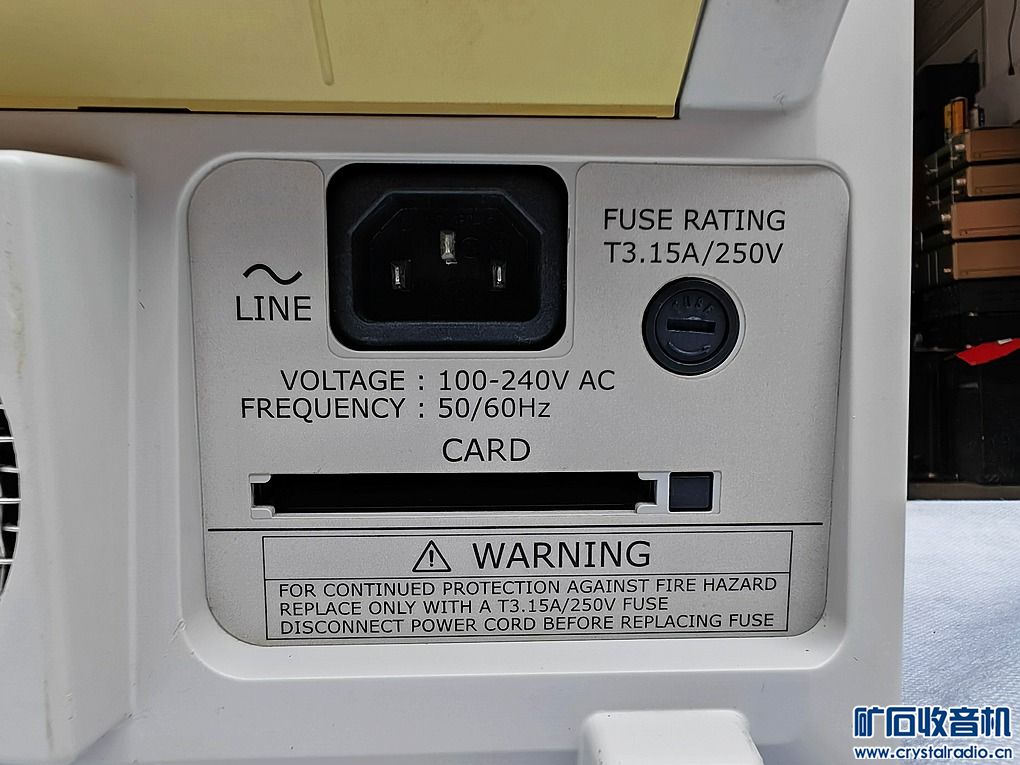 FUSE RATING
T3.15A/250V
~
LINE
VOLTAGE : 100-240V AC
FREQUENCY : 50/60Hz
CARD
WARNING
FOR CONTINUED PROTECTION AGAINST FIRE HAZARD
REPLACE ONLY WITH A T3.15A/250V FUSE
DISCONNECT POWER CORD BEFORE REPLACING FUSE
矿石收音机
www.crystalradio.cn